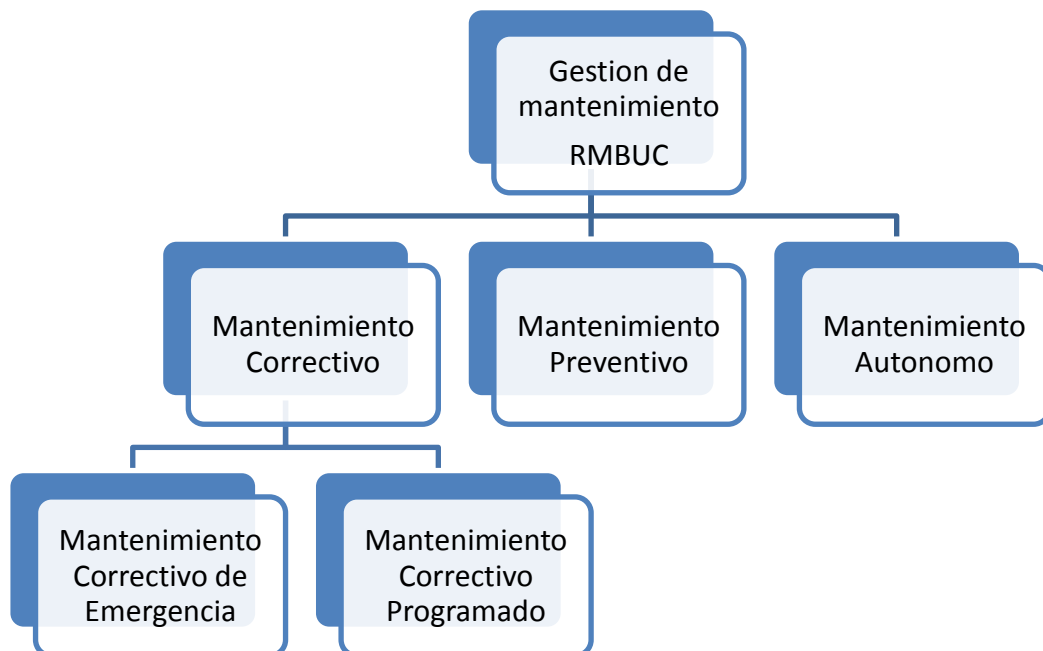 Gestion de
mantenimiento
RMBUC
Mantenimiento
Correctivo
Mantenimiento
Preventivo
Mantenimiento
Autonomo
Mantenimiento
Correctivo de
Emergencia
Mantenimiento
Correctivo
Programado